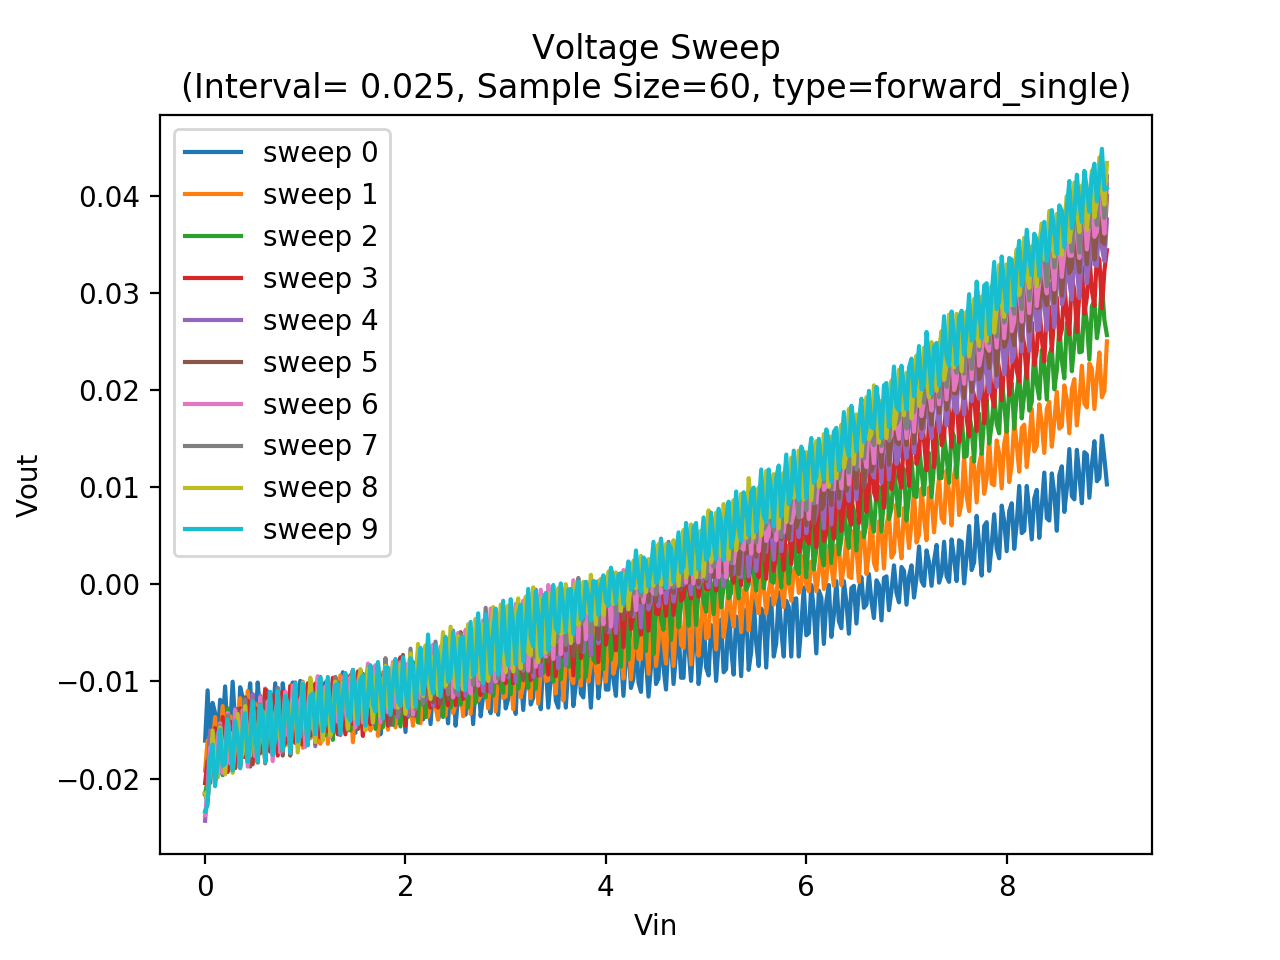 Voltage Sweep
(Interval= 0.025, Sample Size=60, type=forward_single)
sweep 0
sweep 1
sweep 2
sweep 3
sweep 4
sweep 5
sweep 6
sweep 7
sweep 8
sweep 9
0.04
0.03
0.02
0.01
0.00
−0.01
−0.02
Vout
0 2 4 6 8
Vin